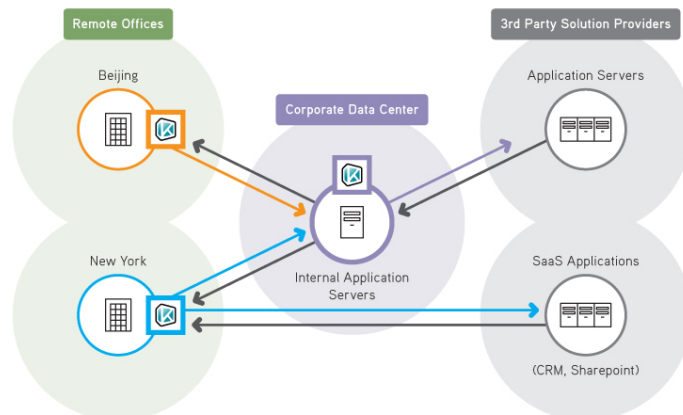 Remote Offices
3rd Party Solution Providers
Beijing
Application Servers
Corporate Data Center
New York
Internal Application
Servers
SaaS Applications
(CRM, Sharepoint)